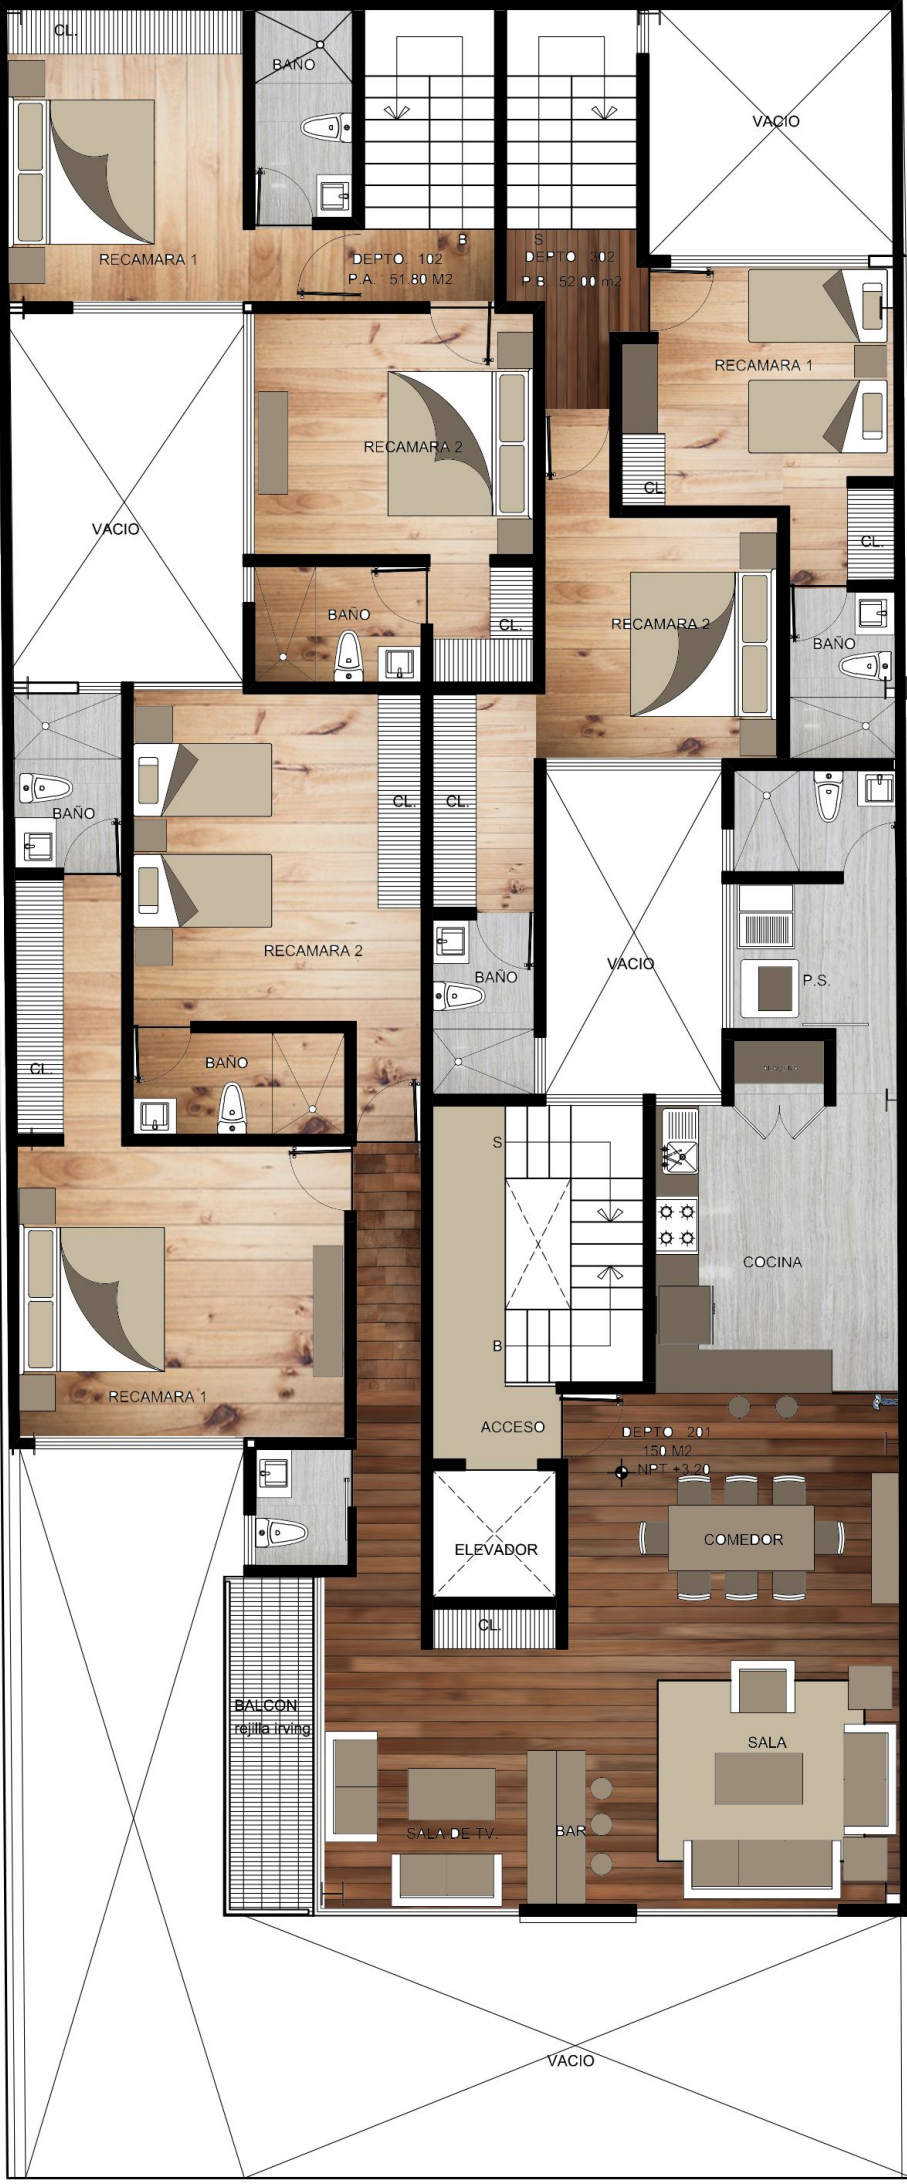 CL.
BAÑO
VACIO
RECAMARA 1
B
DEPTO. 102
P.A. 51.80 M2
S
DEPTO. 302
P.B. 52.00 m2
RECAMARA 1
RECAMARA 2
CL.
VACIO
CL.
BAÑO
CL.
RECAMARA 2
BAÑO
CL.
CL.
BAÑO
RECAMARA 2
VACIO
BAÑO
P.S.
BAÑO
CL.
S
COCINA
B
RECAMARA 1
ACCESO
DEPTO. 201
150 M2
NPT +3.20
COMEDOR
ELEVADOR
CL.
BALCON
rejilla irving
SALA
SALA DE TV.
BAR
VACIO